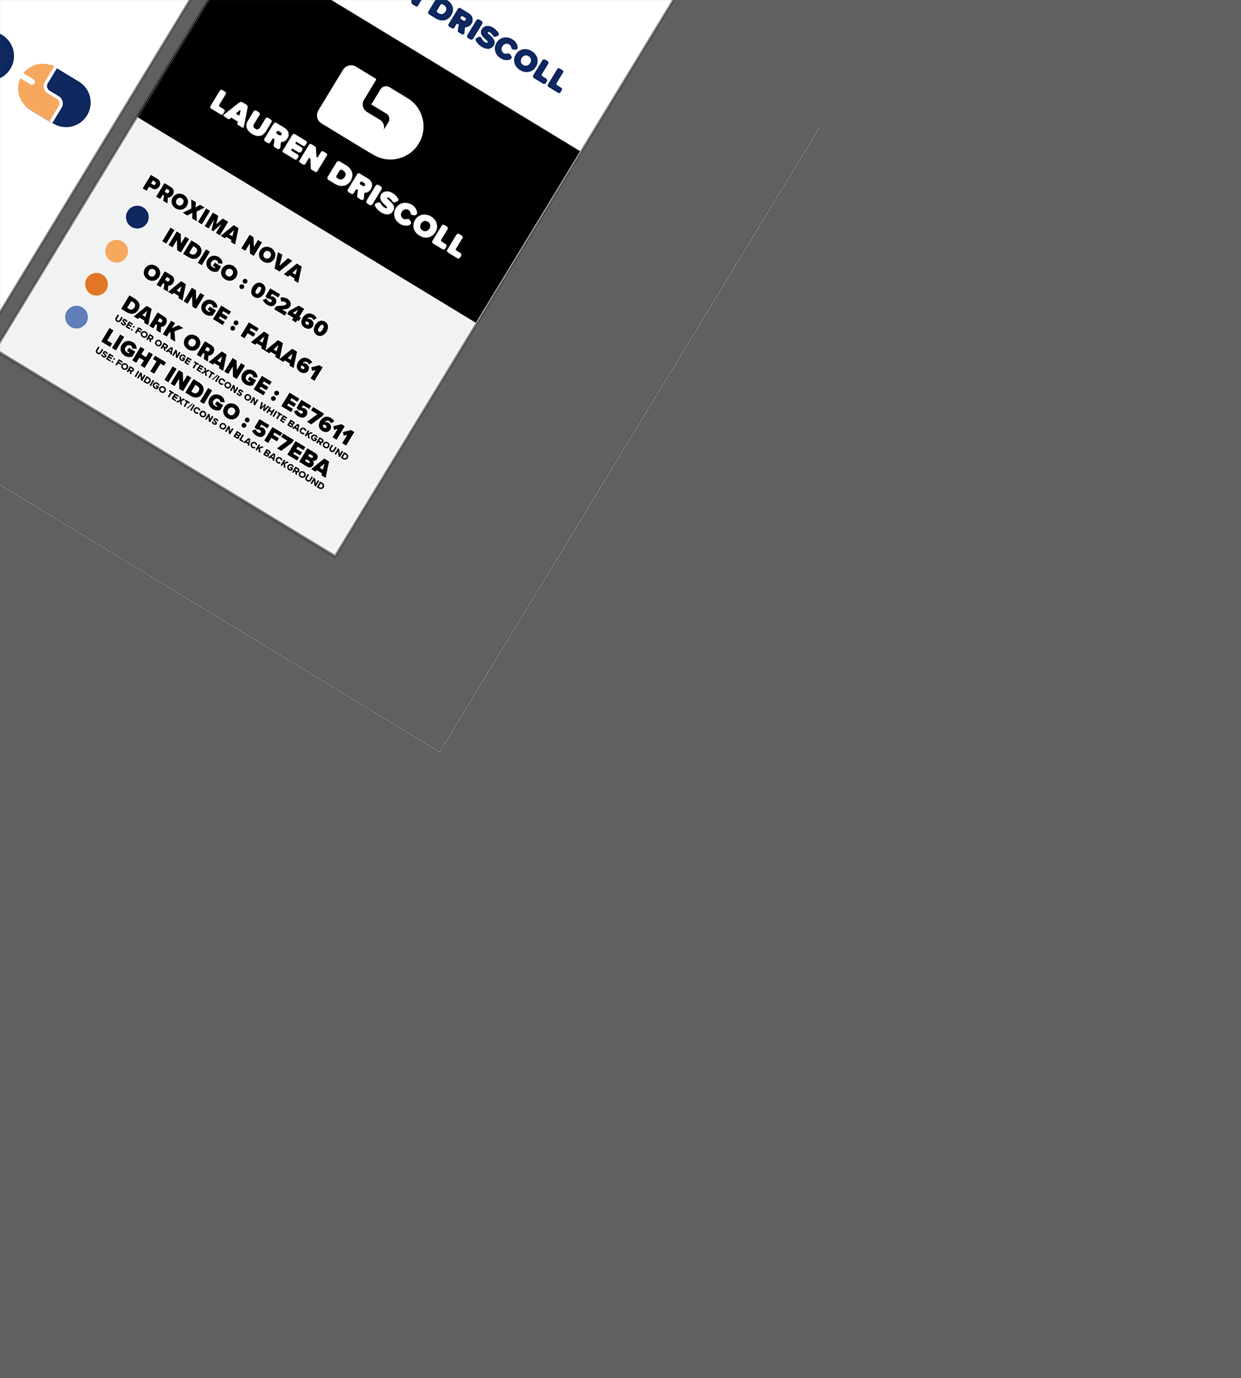 DRISCOLL
LAUREN DRISCOLL
PROXIMA NOVA
INDIGO : 052460
ORANGE : FAAA61
DARK ORANGE : E57611
USE: FOR ORANGE TEXT/ICONS ON WHITE BACKGROUND
LIGHT INDIGO : 5F7EBA
USE: FOR INDIGO TEXT/ICONS ON BLACK BACKGROUND